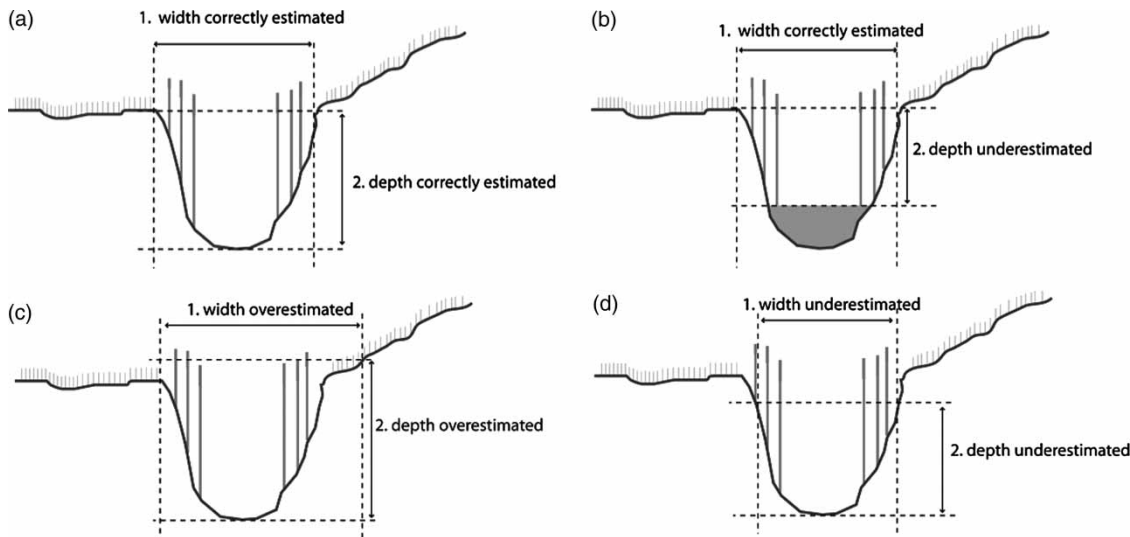 (a)
1. width correctly estimated
2. depth correctly estimated
(b)
1. width correctly estimated
2. depth underestimated
(c)
1. width overestimated
2. depth overestimated
(d)
1. width underestimated
2. depth underestimated